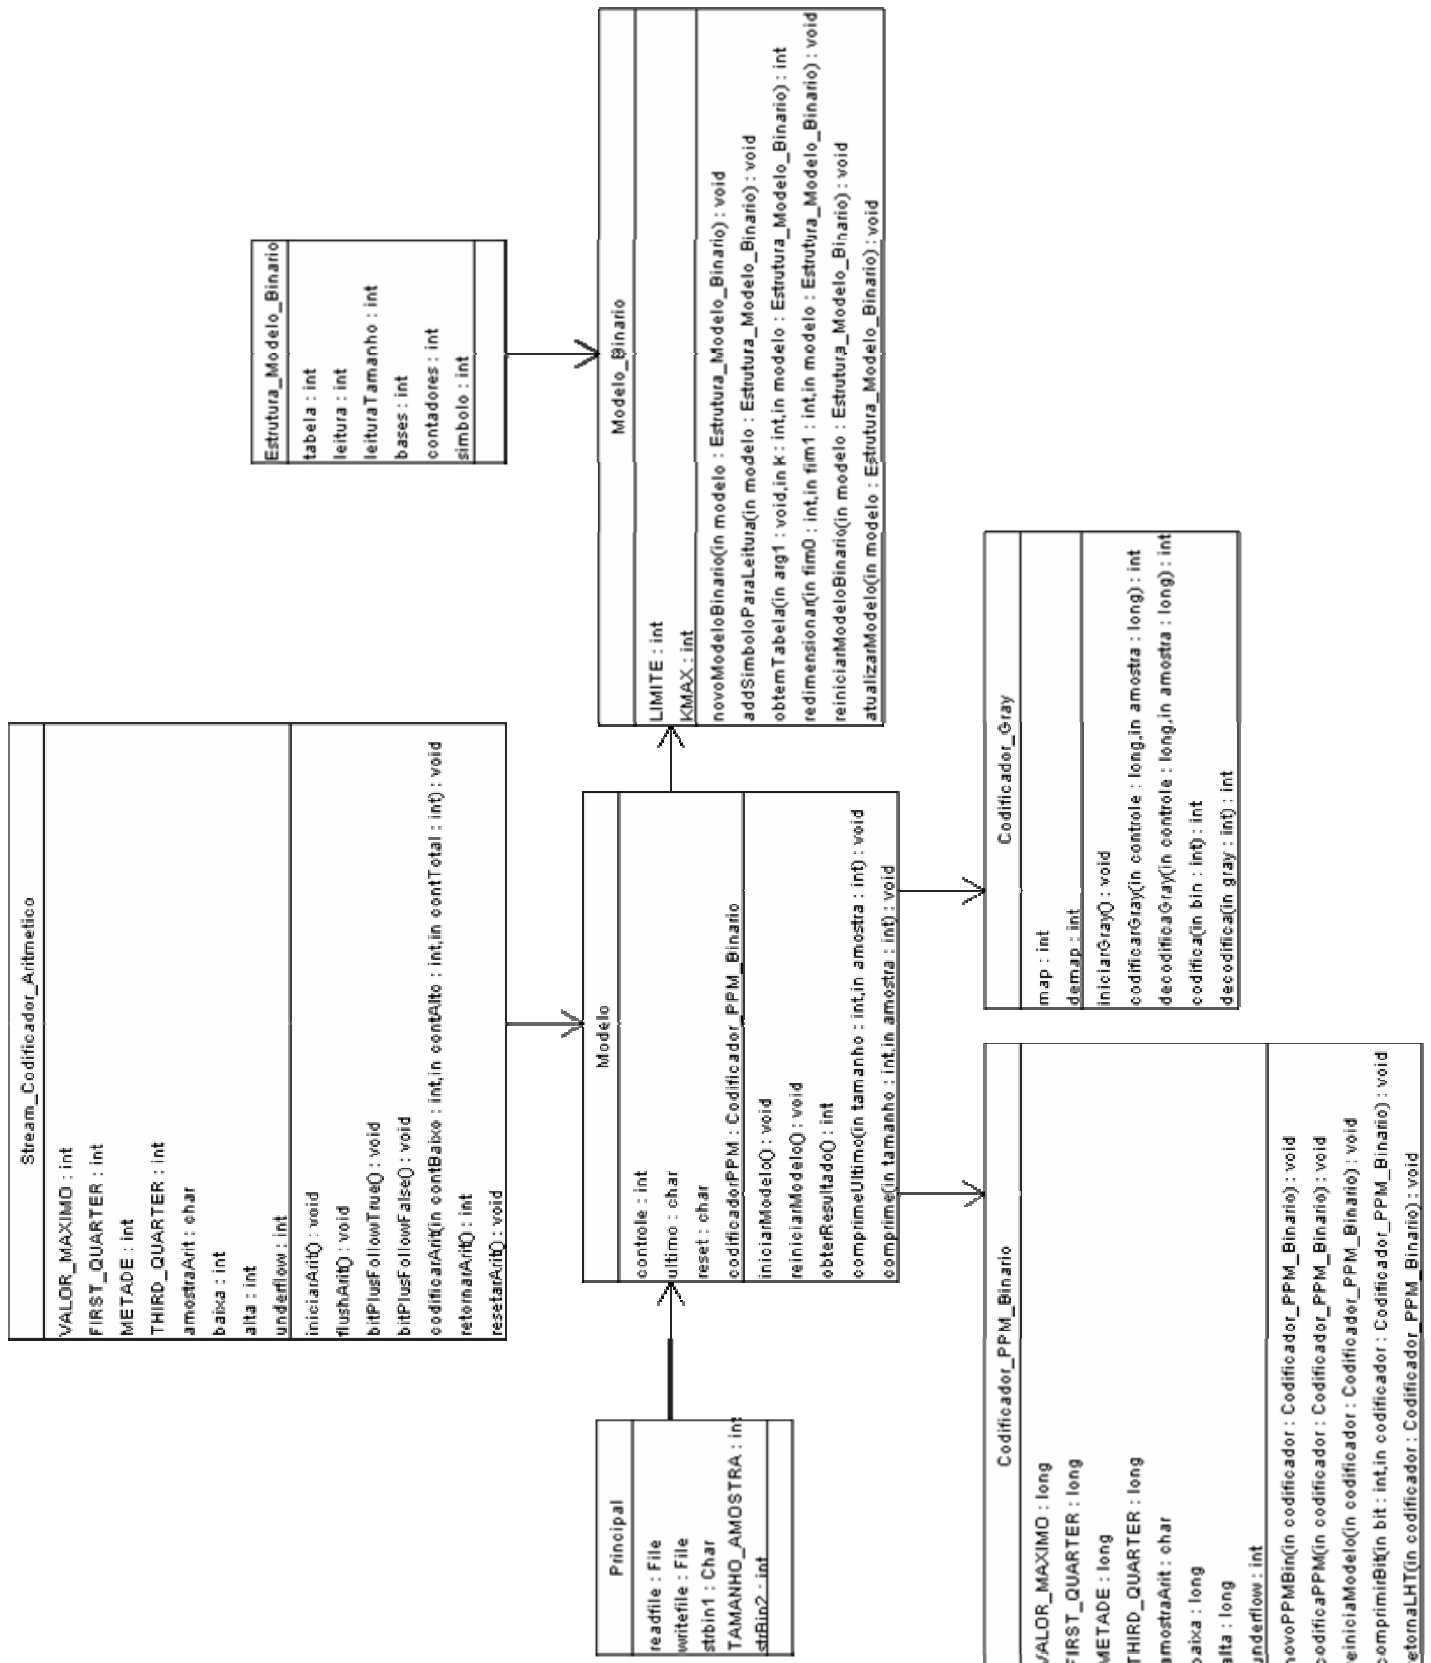 Stream_Codificador_Aritmetico
VALOR_MAXIMO : int
FIRST_QUARTER : int
METADE : int
THIRD_QUARTER : int
amostraArit : char
baixa : int
alta : int
underflow : int
iniciarArit() : void
flushArit() : void
bitPlusFollowTrue() : void
bitPlusFollowFalse() : void
codificarArit(in contBaixo : int,in contAlto : int,in contTotal : int) : void
retornarArit() : int
resetarArit() : void
Estrutura_Modelo_Binario
tabela : int
leitura : int
leituraTamanho : int
bases : int
contadores : int
simbolo : int
Principal
readfile : File
writefile : File
strbin1 : Char
TAMANHO_AMOSTRA : int
strBin2 : int
Modelo
controle : int
ultimo : char
reset : char
codificadorPPM : Codificador_PPM_Binario
iniciarModelo() : void
reiniciarModelo() : void
obterResultado() : int
comprimeUltimo(in tamanho : int,in amostra : int) : void
comprime(in tamanho : int,in amostra : int) : void
Modelo_Binario
LIMITE : int
KMAX : int
novoModeloBinario(in modelo : Estrutura_Modelo_Binario) : void
addSimboloParaLeitura(in modelo : Estrutura_Modelo_Binario) : void
obtemTabela(in arg1 : void,in k : int,in modelo : Estrutura_Modelo_Binario) : int
redimensionar(in fim0 : int,in fim1 : int,in modelo : Estrutura_Modelo_Binario) : void
reiniciarModeloBinario(in modelo : Estrutura_Modelo_Binario) : void
atualizarModelo(in modelo : Estrutura_Modelo_Binario) : void
Codificador_PPM_Binario
VALOR_MAXIMO : long
FIRST_QUARTER : long
METADE : long
THIRD_QUARTER : long
amostraArit : char
baixa : long
alta : long
underflow : int
novoPPMBin(in codificador : Codificador_PPM_Binario) : void
codificaPPM(in codificador : Codificador_PPM_Binario) : void
einiciaModelo(in codificador : Codificador_PPM_Binario) : void
comprimirBit(in bit : int,in codificador : Codificador_PPM_Binario) : void
etornaLHT(in codificador : Codificador_PPM_Binario) : void
Codificador_Gray
map : int
demap : int
iniciarGray() : void
codificarGray(in controle : long,in amostra : long) : int
decodificaGray(in controle : long,in amostra : long) : int
codifica(in bin : int) : int
decodifica(in gray : int) : int